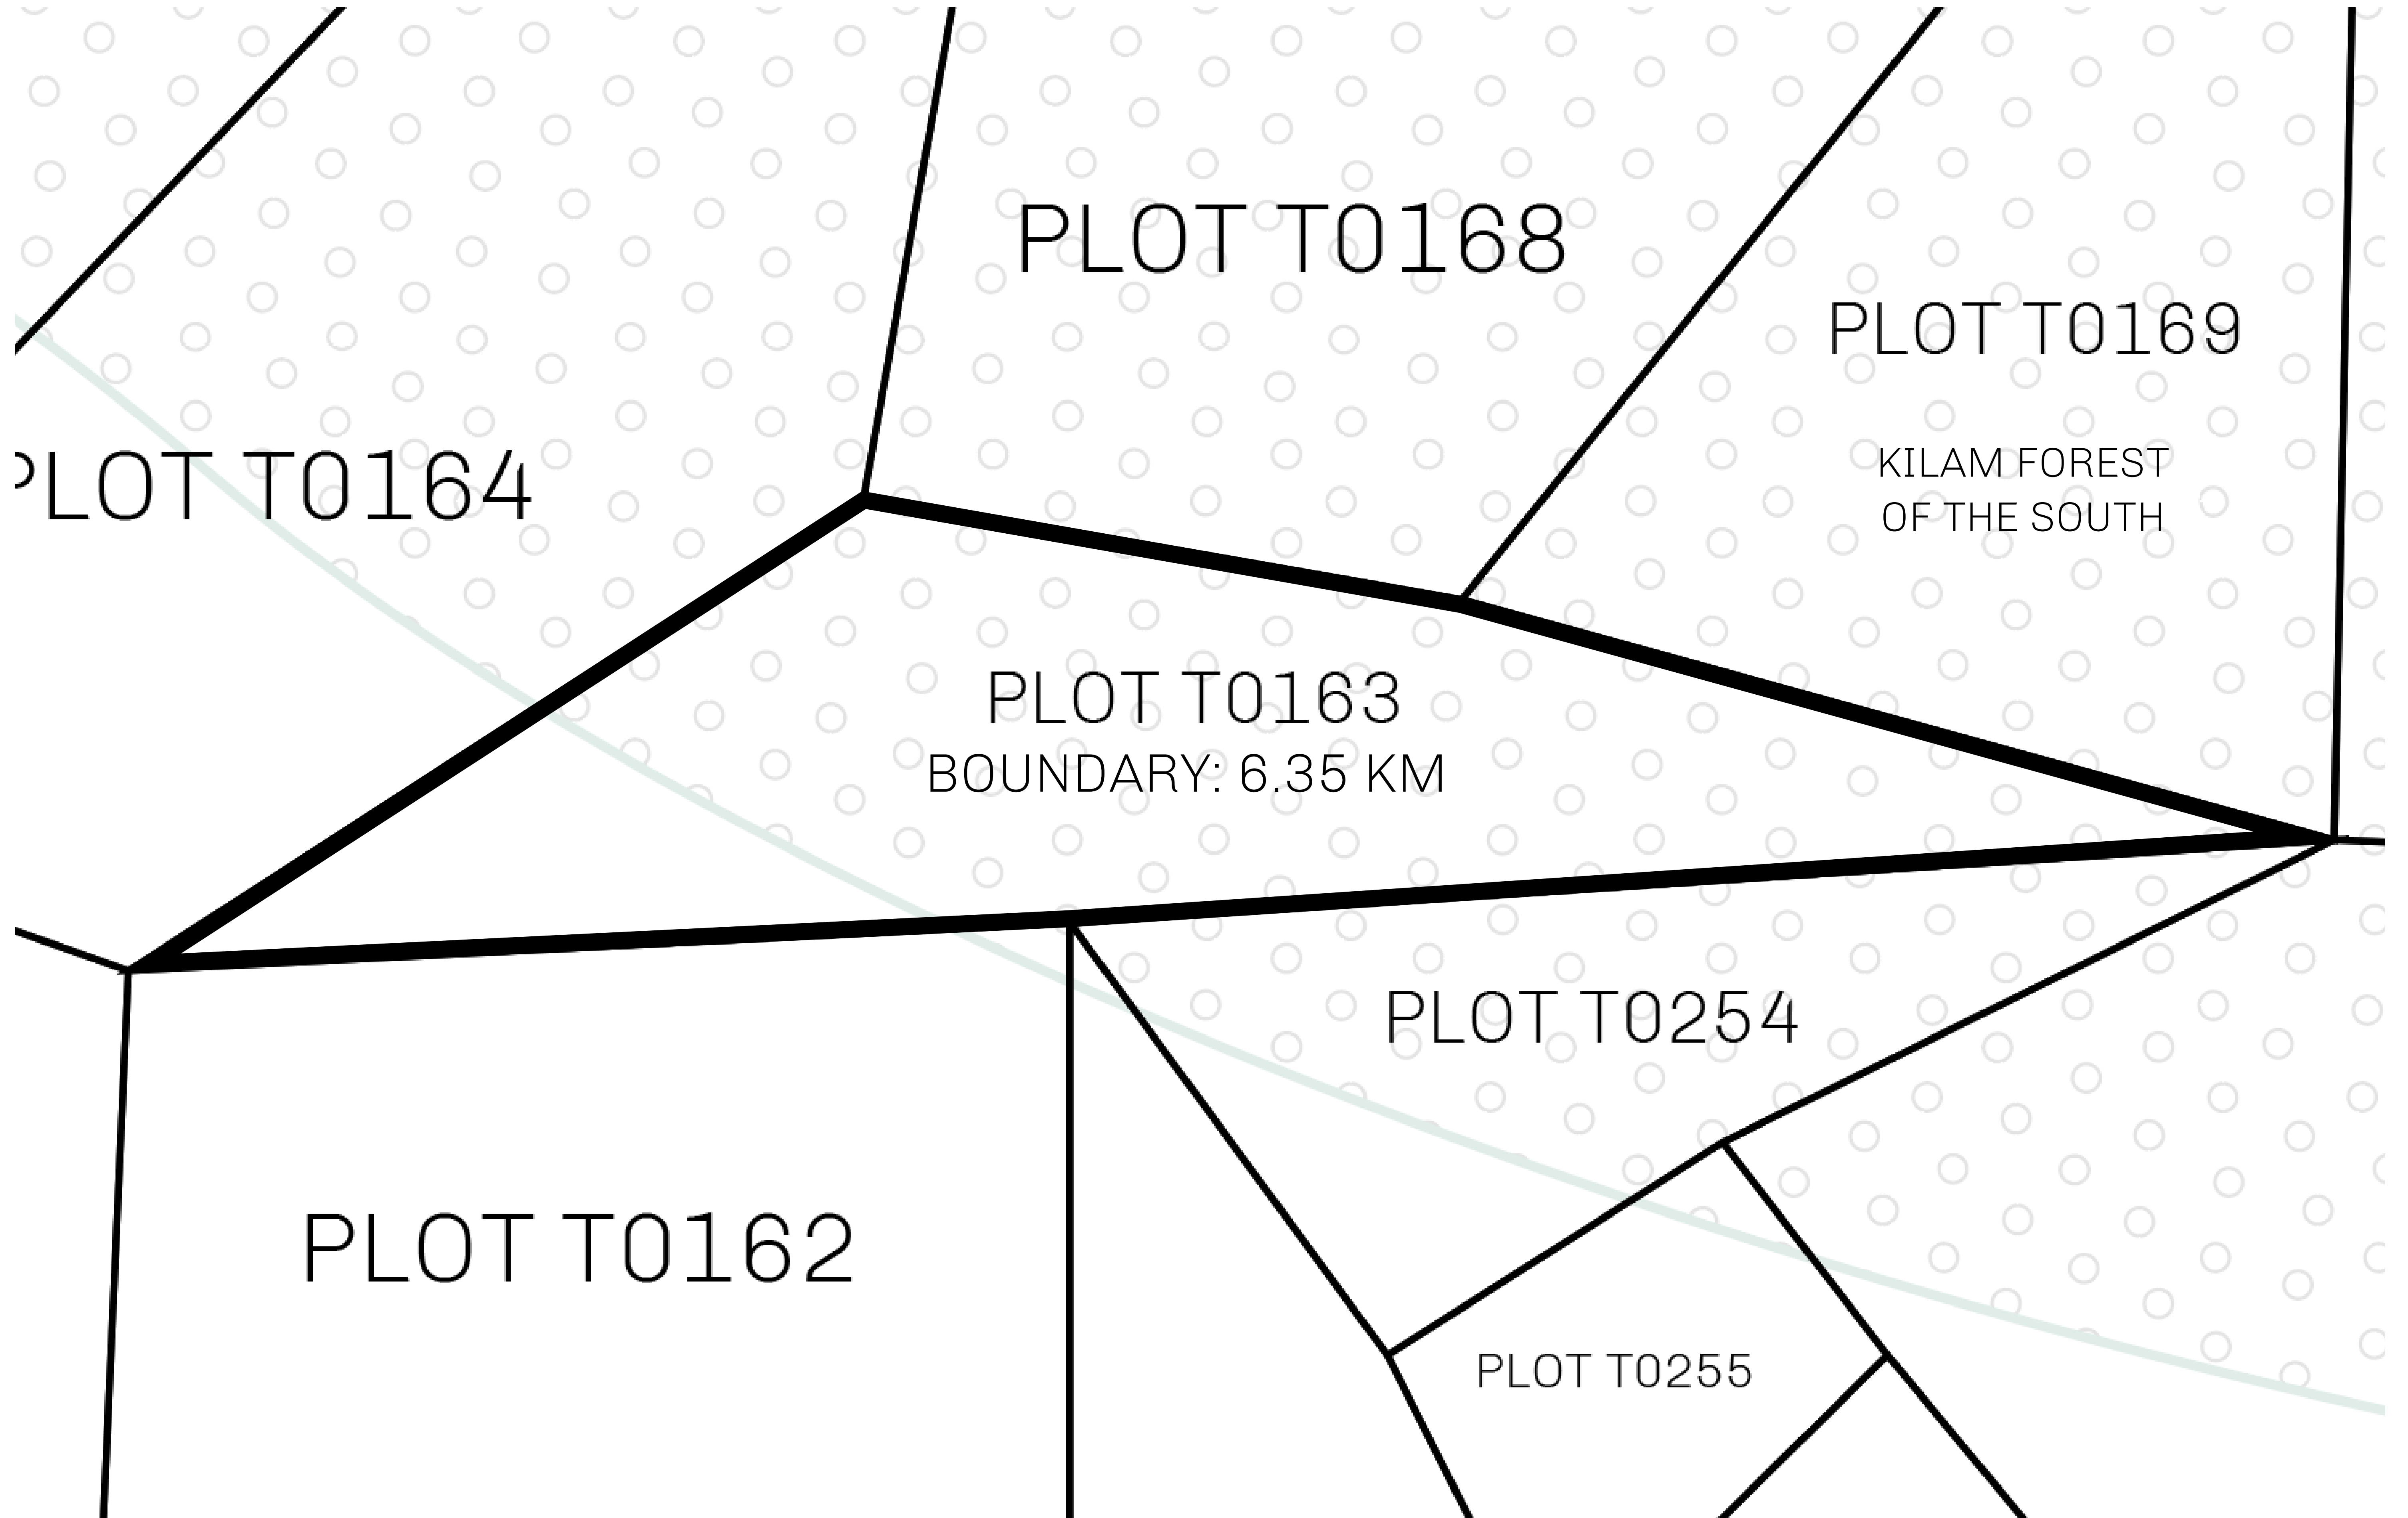 PLOT T0168
PLOT T0169
KILAM FOREST
OF THE SOUTH
PLOT T0164
PLOT T0163
BOUNDARY: 6.35 KM
PLOT T0254
PLOT T0162
PLOT T0255